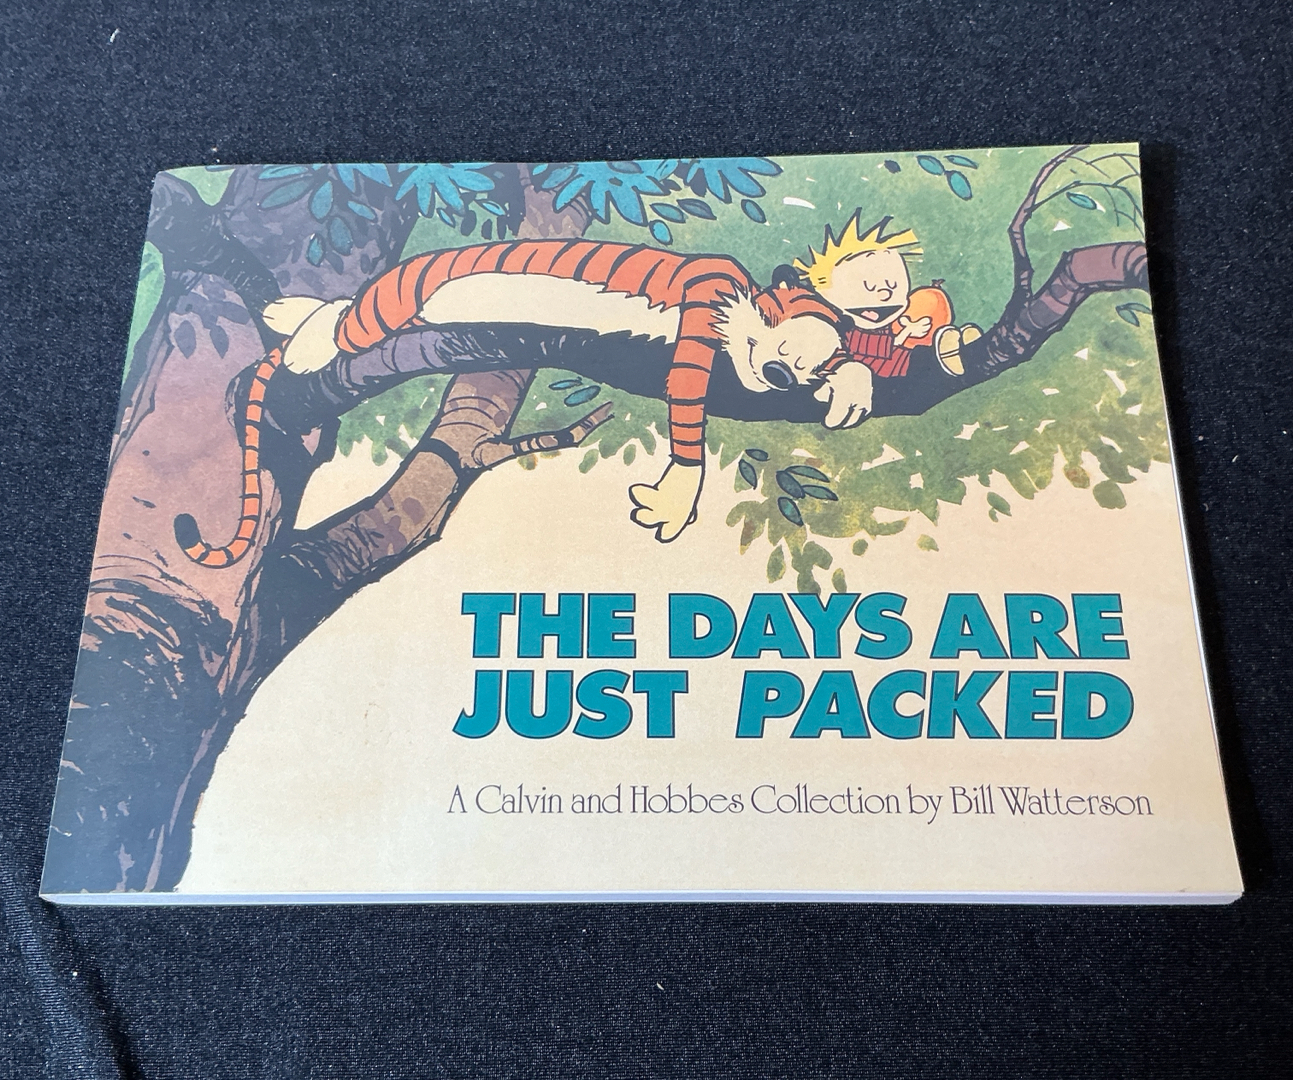 THE DAYS ARE
JUST PACKED
A Calvin and Hobbes Collection by Bill Watterson